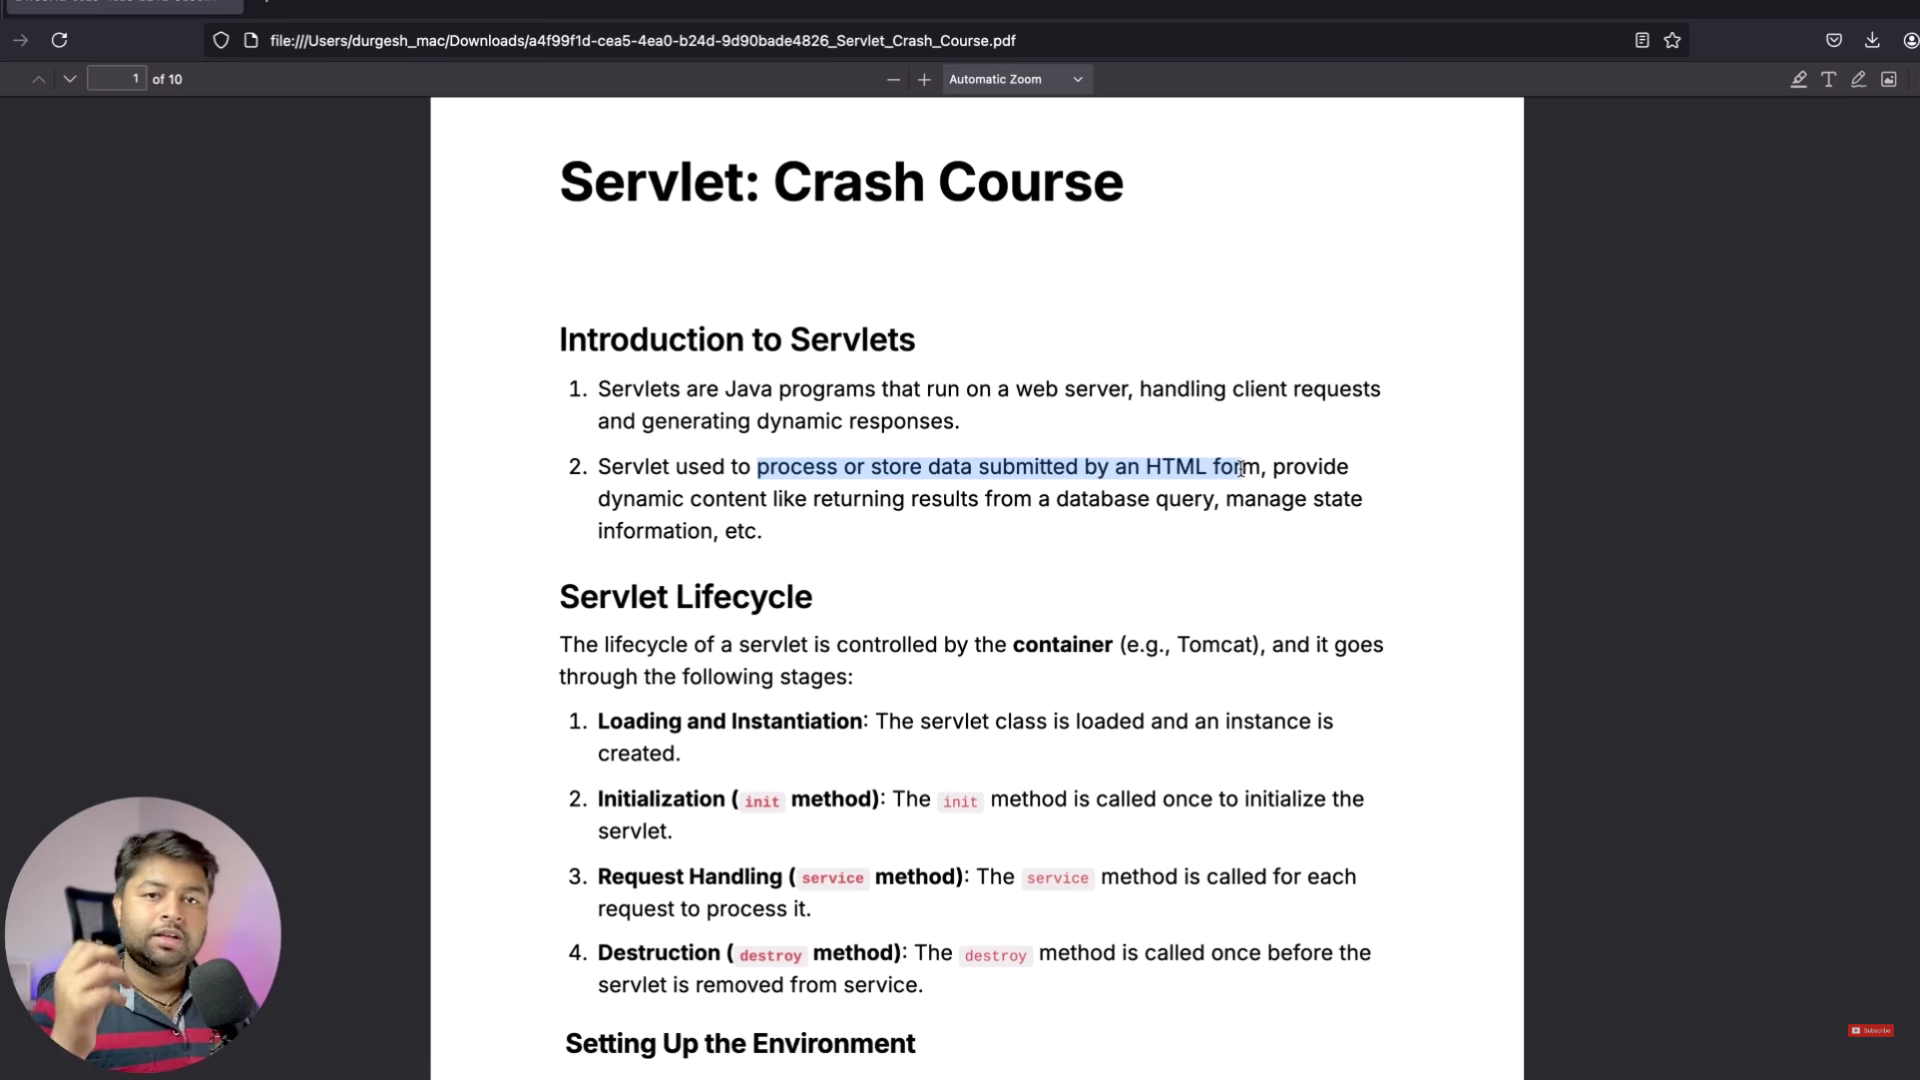 file:///Users/durgesh_mac/Downloads/a4f99f1d-cea5-4ea0-b24d-9d90bade4826_Servlet_Crash_Course.pdf
1 of 10
Automatic Zoom
Servlet: Crash Course
Introduction to Servlets
1. Servlets are Java programs that run on a web server, handling client requests
and generating dynamic responses.
2. Servlet used to process or store data submitted by an HTML form, provide
dynamic content like returning results from a database query, manage state
information, etc.
Servlet Lifecycle
The lifecycle of a servlet is controlled by the container (e.g., Tomcat), and it goes
through the following stages:
1. Loading and Instantiation: The servlet class is loaded and an instance is
created.
2. Initialization ( init method): The init method is called once to initialize the
servlet.
3. Request Handling ( service method): The service method is called for each
request to process it.
4. Destruction ( destroy method): The destroy method is called once before the
servlet is removed from service.
Setting Up the Environment
Subscribe